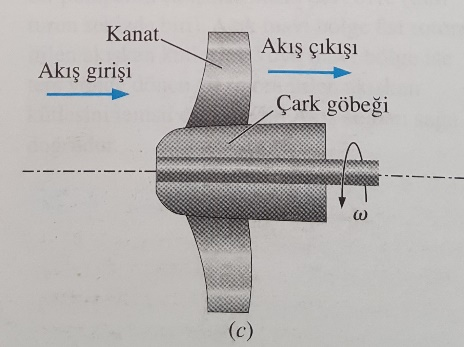 Kanat
Akış çıkışı
Akış girişi
Çark göbeği
ω
(c)